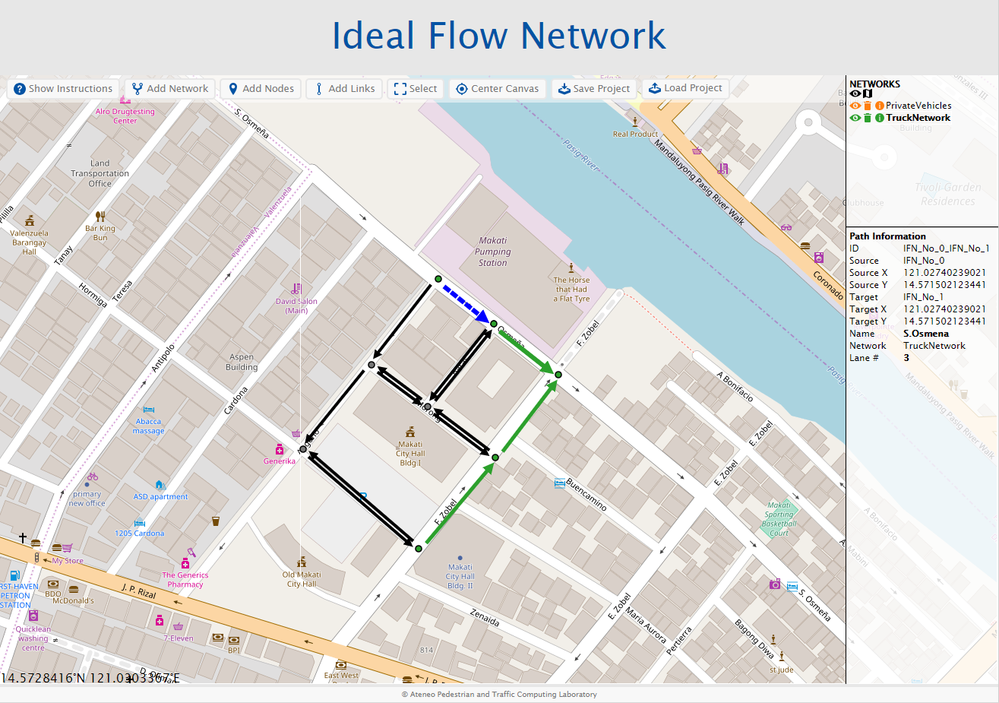 Ideal Flow Network
Show Instructions
Add Network
Add Nodes
Add Links
Select
Center Canvas
Save Project
Load Project
NETWORKS
PrivateVehicles
TruckNetwork
Building
Tivoli Garden
Residences
Path Information
ID IFN_No_0_IFN_No_1
Source IFN_No_0
Source X 121.02740239021
Source Y 14.571502123441
Target IFN_No_1
Target X 121.02740239021
Target Y 14.571502123441
Name S.Osmena
Network TruckNetwork
Lane # 3
Alro Drugtesting
Center
S. Osmeña
Land
Transportation
Office
Real Product
Pasig River
Mandaluyong Pasig River Walk
Valenzuela
Valenzuela
Pililla
Valenzuela
Barangay
Hall
Bar King
Bun
Tanay
Hormiga
Teresa
Makati
Pumping
Station
The Horse
that Had
a Flat Tyre
Coronado
David Salon
(Main)
Osmeña
F. Zobel
Antipolo
Aspen
Building
Cardona
A Bonifacio
Mandaluyong Pasig River Walk
Abacca
massage
Generika
Makati
City Hall
Bldg.I
E. Zobel
E. Zobel
primary
new office
ASD apartment
1205 Cardona
Buencamino
F. Zobel
Makati
Sporting
Basketball
Court
A Bonifacio
Mabini
My Store
The Generics
Pharmacy
Old Makati
City Hall
Makati
City Hall
Bldg. II
PETRON
STATION
BDO
McDonald's
J. P. Rizal
Zenaida
E. Zobel
Maria Aurora
Pertierra
S. Osmeña
Bagong Diwa
Quicklean
washing
centre
7-Eleven
BPI
814
st jude
East West
14.5728416°N 121.0303367°E
© Ateneo Pedestrian and Traffic Computing Laboratory